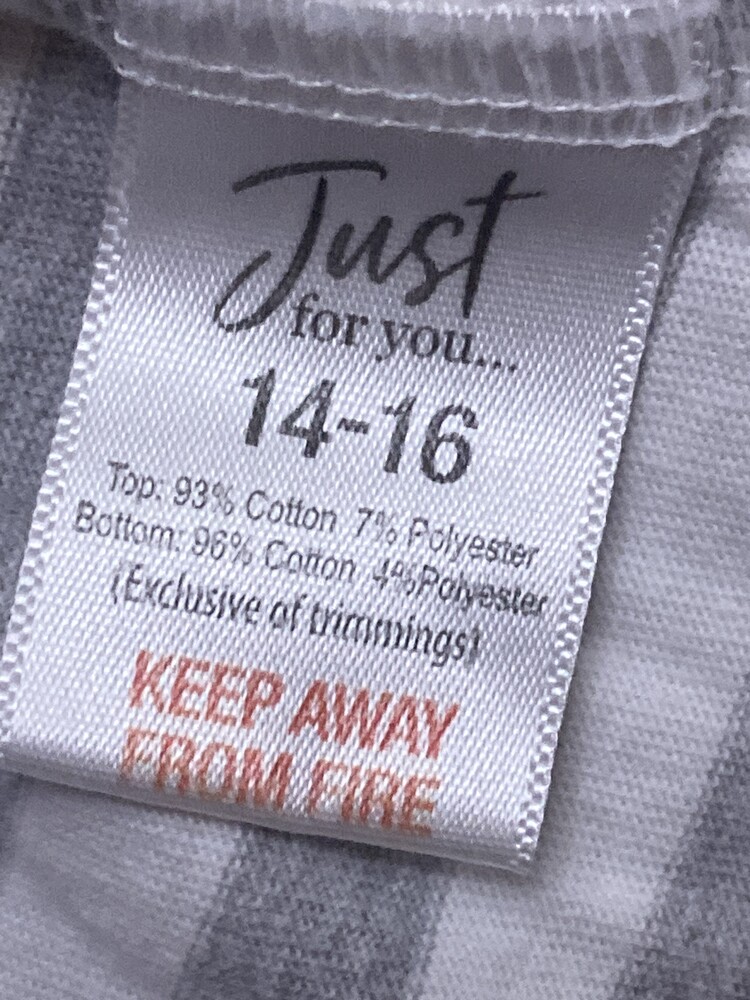 Just
for you...
14-16
Top: 93% Cotton 7% Polyester
Bottom: 96% Cotton 4%Polyester
(Exclusive of trimmings)
KEEP AWAY
FROM FIRE